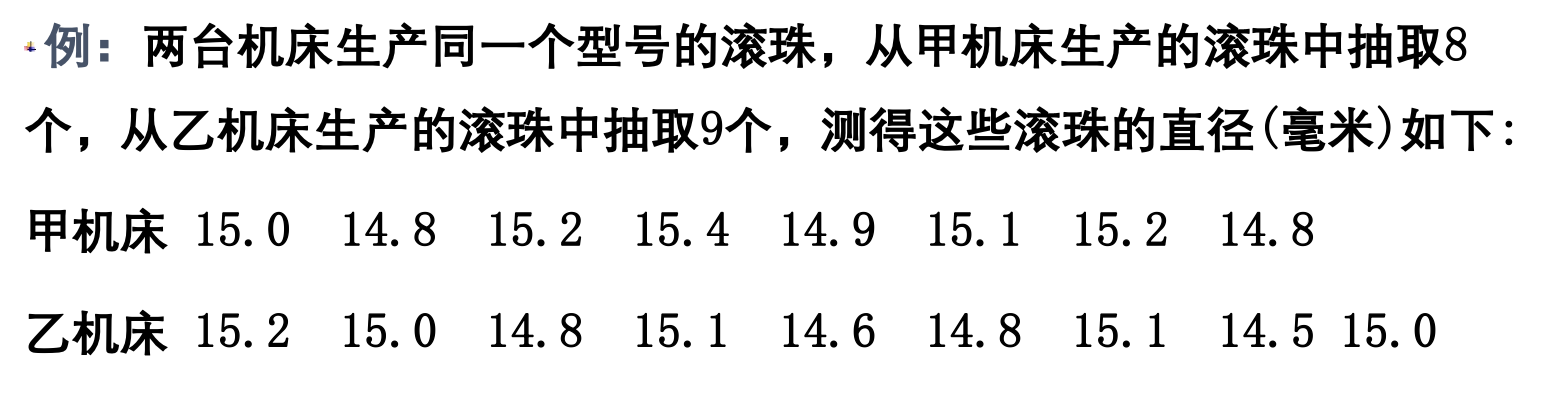 例：两台机床生产同一个型号的滚珠，从甲机床生产的滚珠中抽取8
个，从乙机床生产的滚珠中抽取9个，测得这些滚珠的直径(毫米)如下:
甲机床 15.0 14.8 15.2 15.4 14.9 15.1 15.2 14.8
乙机床 15.2 15.0 14.8 15.1 14.6 14.8 15.1 14.5 15.0